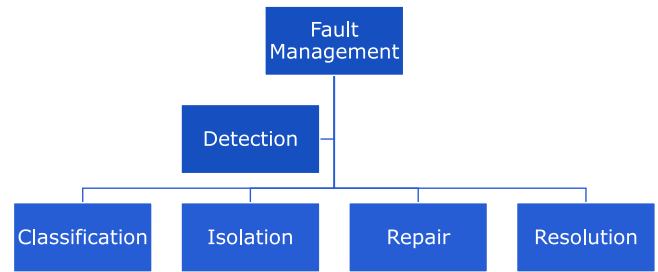 Fault
Management
Detection
Classification
Isolation
Repair
Resolution